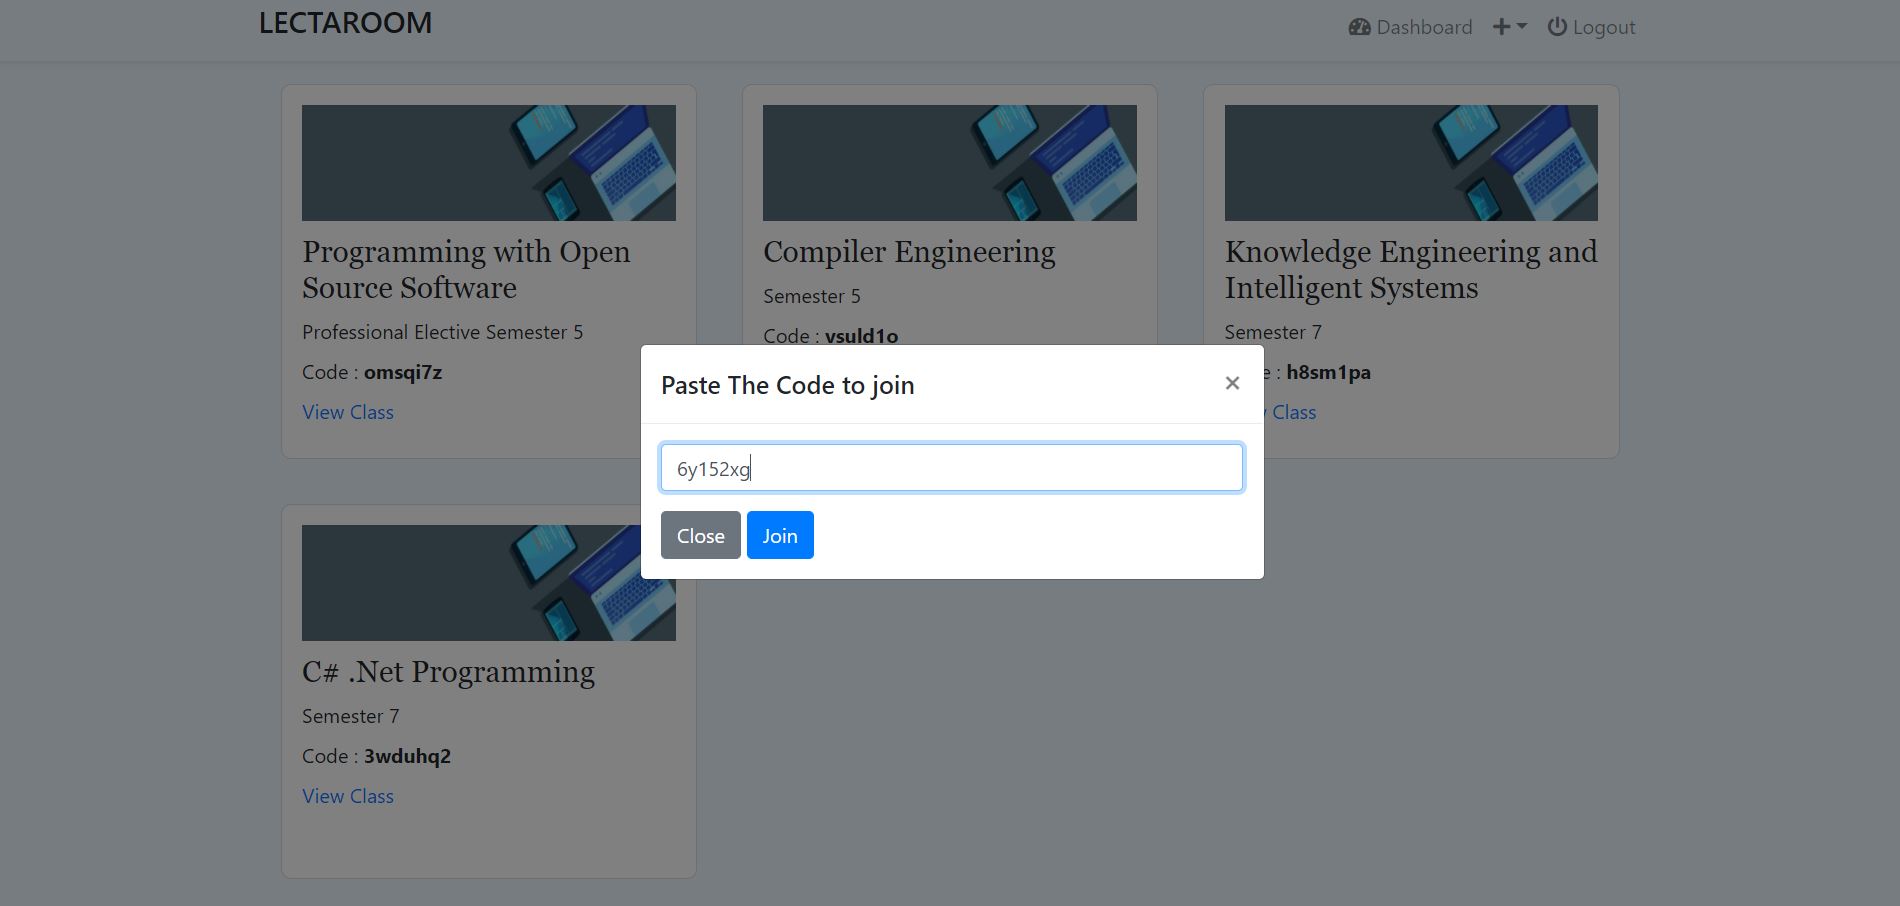 LECTAROOM
Dashboard
Logout
Programming with Open
Source Software
Professional Elective Semester 5
Code : omsqi7z
View Class
Compiler Engineering
Semester 5
Code : vsuld1o
Knowledge Engineering and
Intelligent Systems
Semester 7
: h8sm1pa
Class
Paste The Code to join
×
6y152xg
Close Join
C# .Net Programming
Semester 7
Code : 3wduhq2
View Class